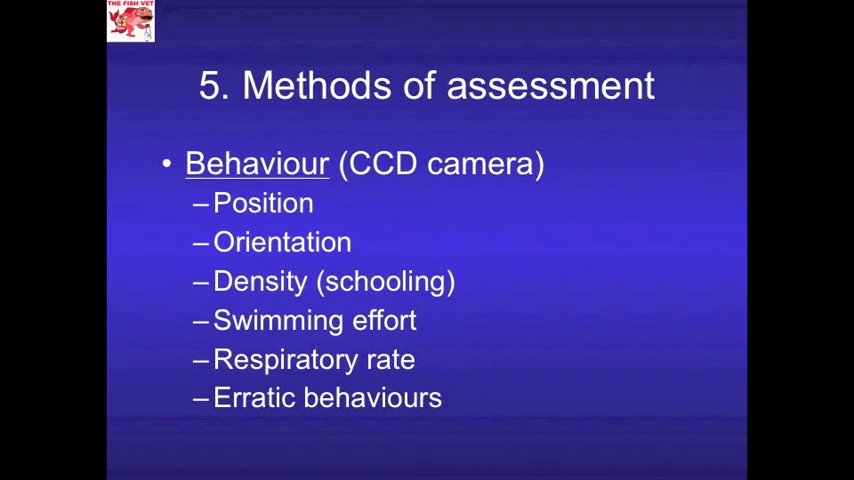 THE FISH VET
5. Methods of assessment
• Behaviour (CCD camera)
–Position
–Orientation
–Density (schooling)
–Swimming effort
–Respiratory rate
–Erratic behaviours